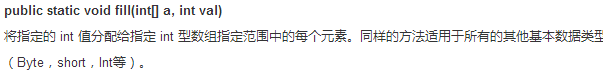 public static void fill(int[] a, int val)
将指定的 int 值分配给指定 int 型数组指定范围中的每个元素。同样的方法适用于所有的其他基本数据类型
（Byte，short，Int等）。